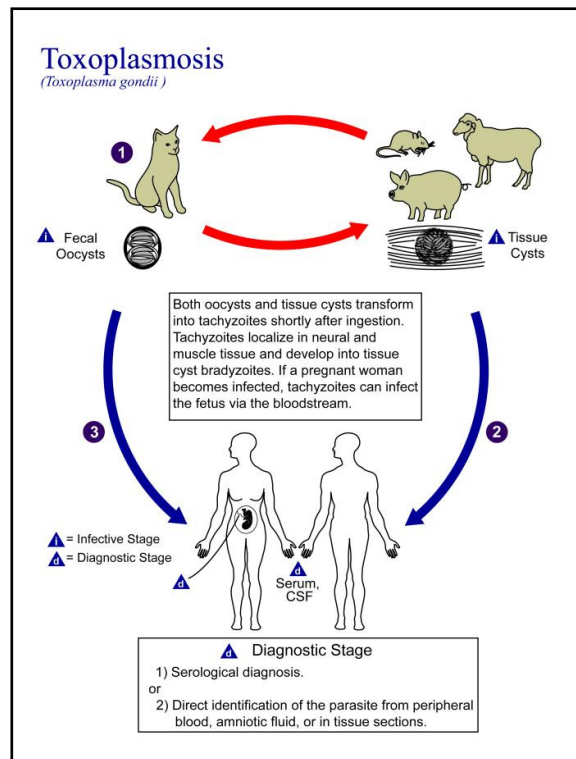 Toxoplasmosis
(Toxoplasma gondii )
1
i Fecal
Oocysts
i Tissue
Cysts
Both oocysts and tissue cysts transform
into tachyzoites shortly after ingestion.
Tachyzoites localize in neural and
muscle tissue and develop into tissue
cyst bradyzoites. If a pregnant woman
becomes infected, tachyzoites can infect
the fetus via the bloodstream.
3
2
i = Infective Stage
d = Diagnostic Stage
d
d
Serum,
CSF
d Diagnostic Stage
1) Serological diagnosis.
or
2) Direct identification of the parasite from peripheral
blood, amniotic fluid, or in tissue sections.